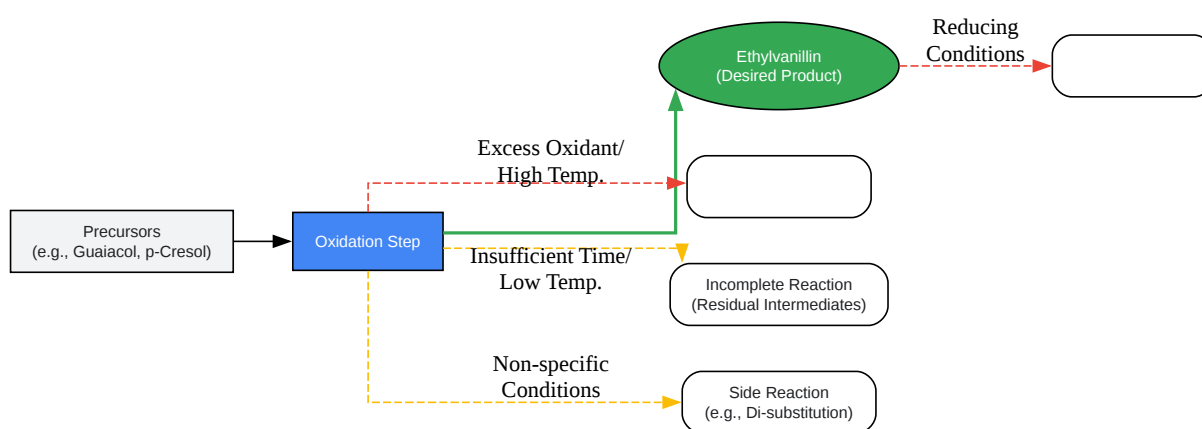 Reducing
Conditions
Ethylvanillin
(Desired Product)
Excess Oxidant/
High Temp.
Precursors
(e.g., Guaiacol, p-Cresol)
Oxidation Step
Insufficient Time/
Low Temp.
Incomplete Reaction
(Residual Intermediates)
Non-specific
Conditions
Side Reaction
(e.g., Di-substitution)